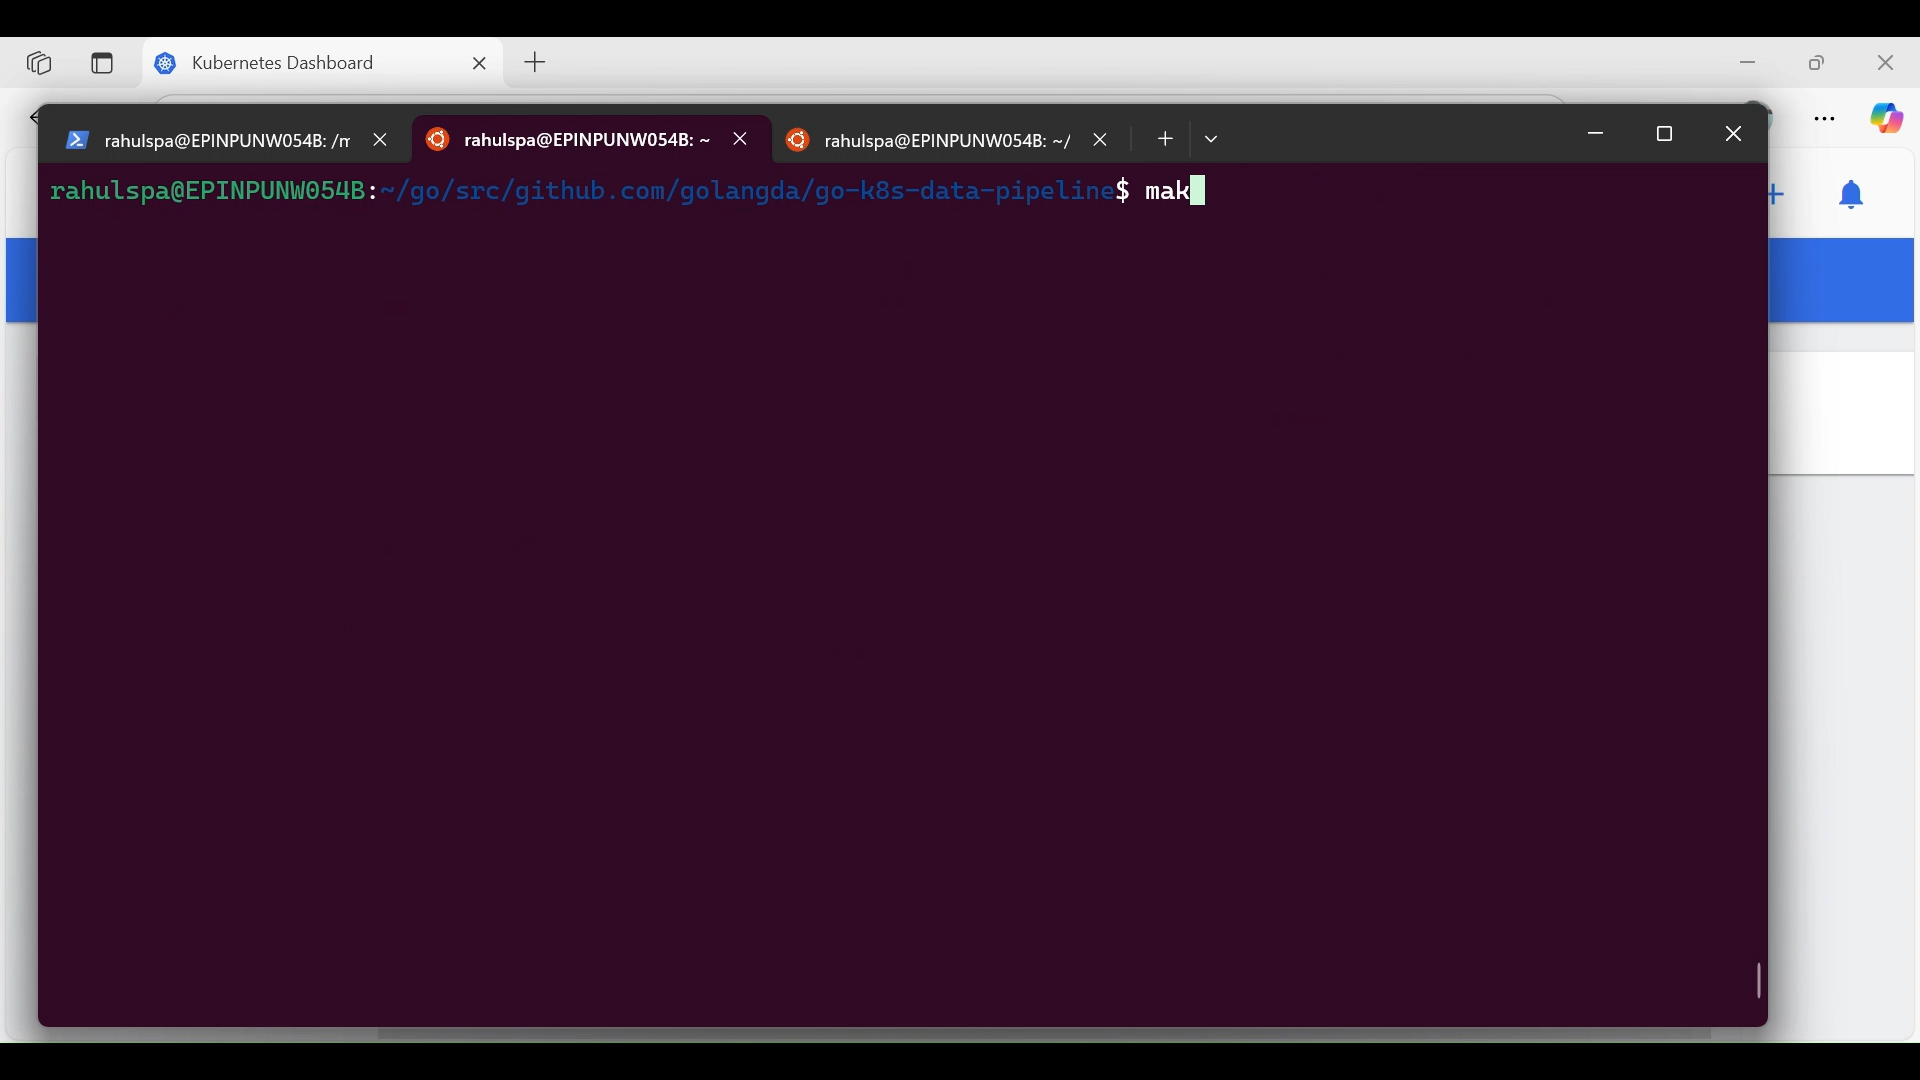 Kubernetes Dashboard
rahulspa@EPINPUNW054B: /m
rahulspa@EPINPUNW054B: ~
rahulspa@EPINPUNW054B: ~/
rahulspa@EPINPUNW054B:~/go/src/github.com/golangda/go-k8s-data-pipeline$ mak